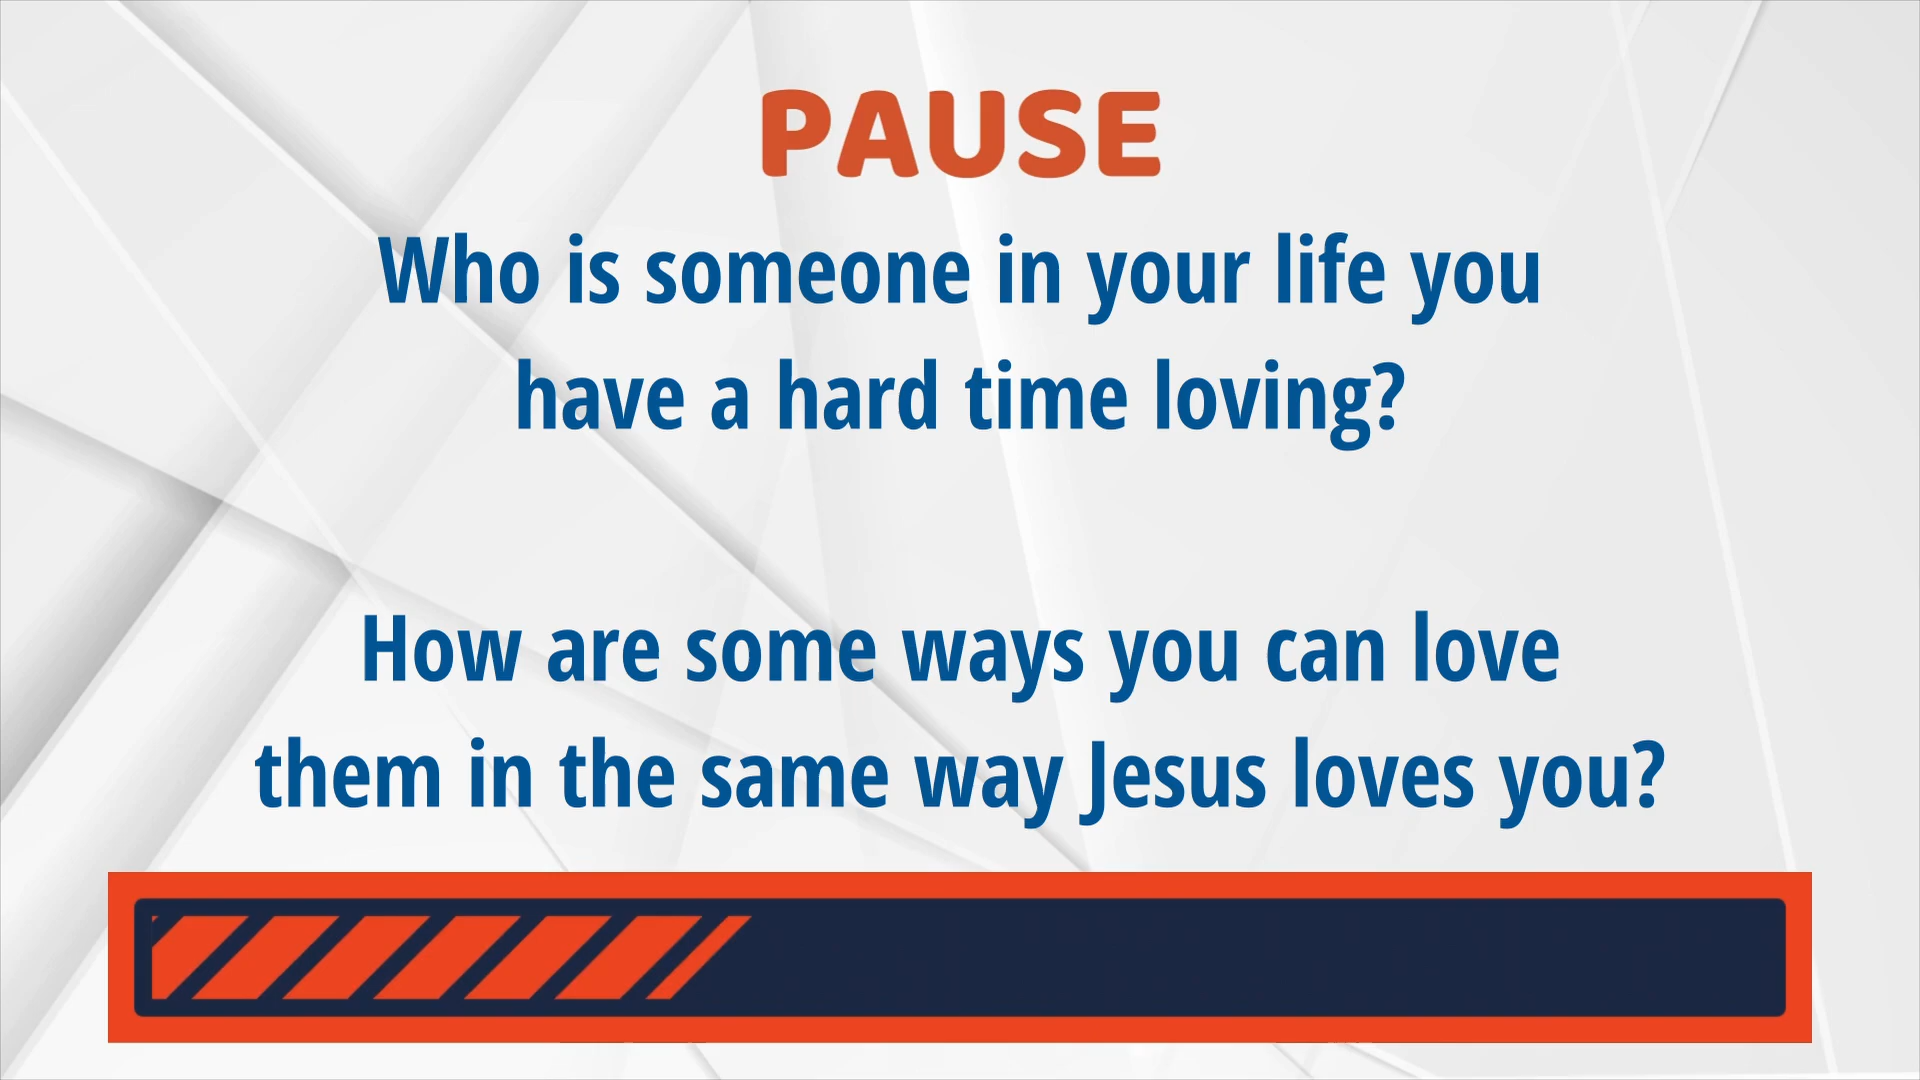 PAUSE
Who is someone in your life you
have a hard time loving?
How are some ways you can love
them in the same way Jesus loves you?